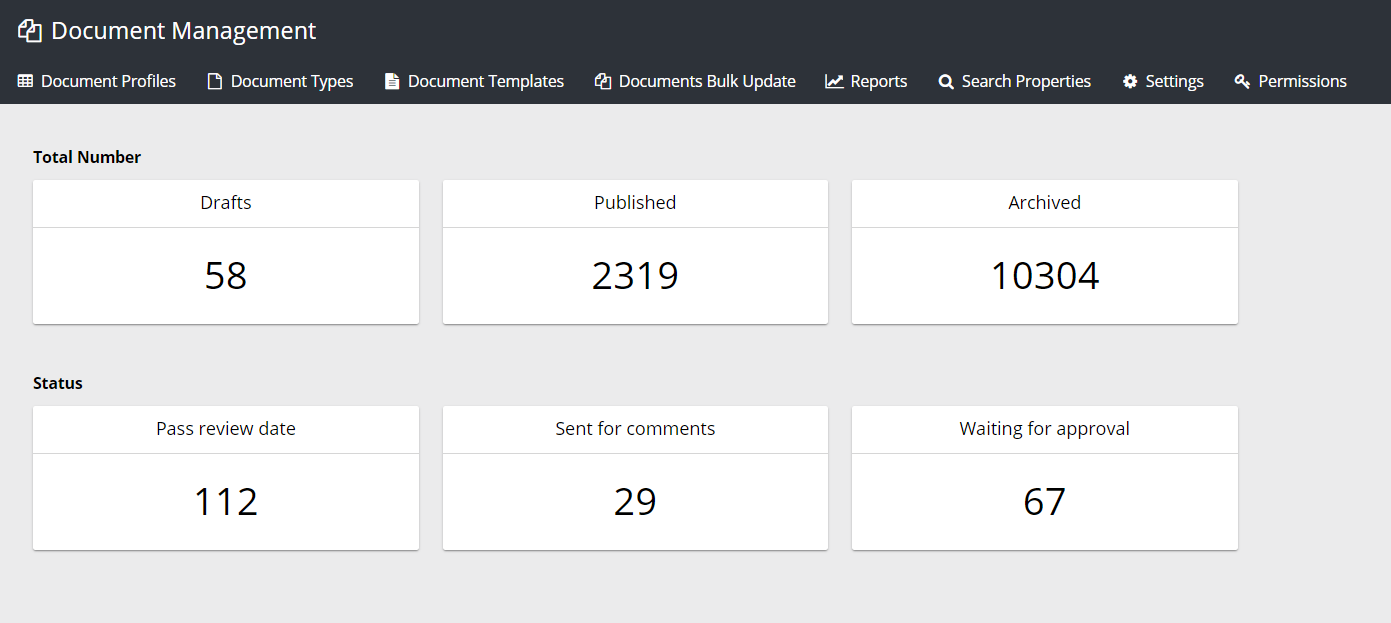 Document Management
Document Profiles Document Types Document Templates Documents Bulk Update Reports Search Properties Settings Permissions
Total Number
Drafts Published Archived
58 2319 10304
Status
Pass review date Sent for comments Waiting for approval
112 29 67